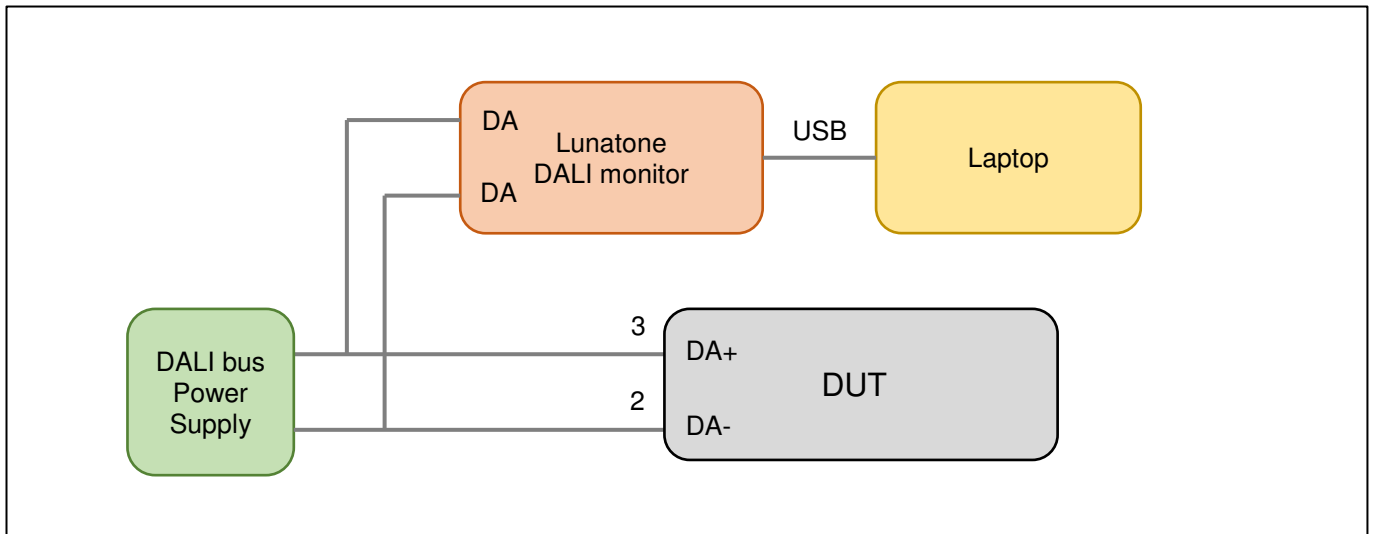 DA
Lunatone
DALI monitor
DA
USB
Laptop
DALI bus
Power
Supply
3
2
DA+
DUT
DA-